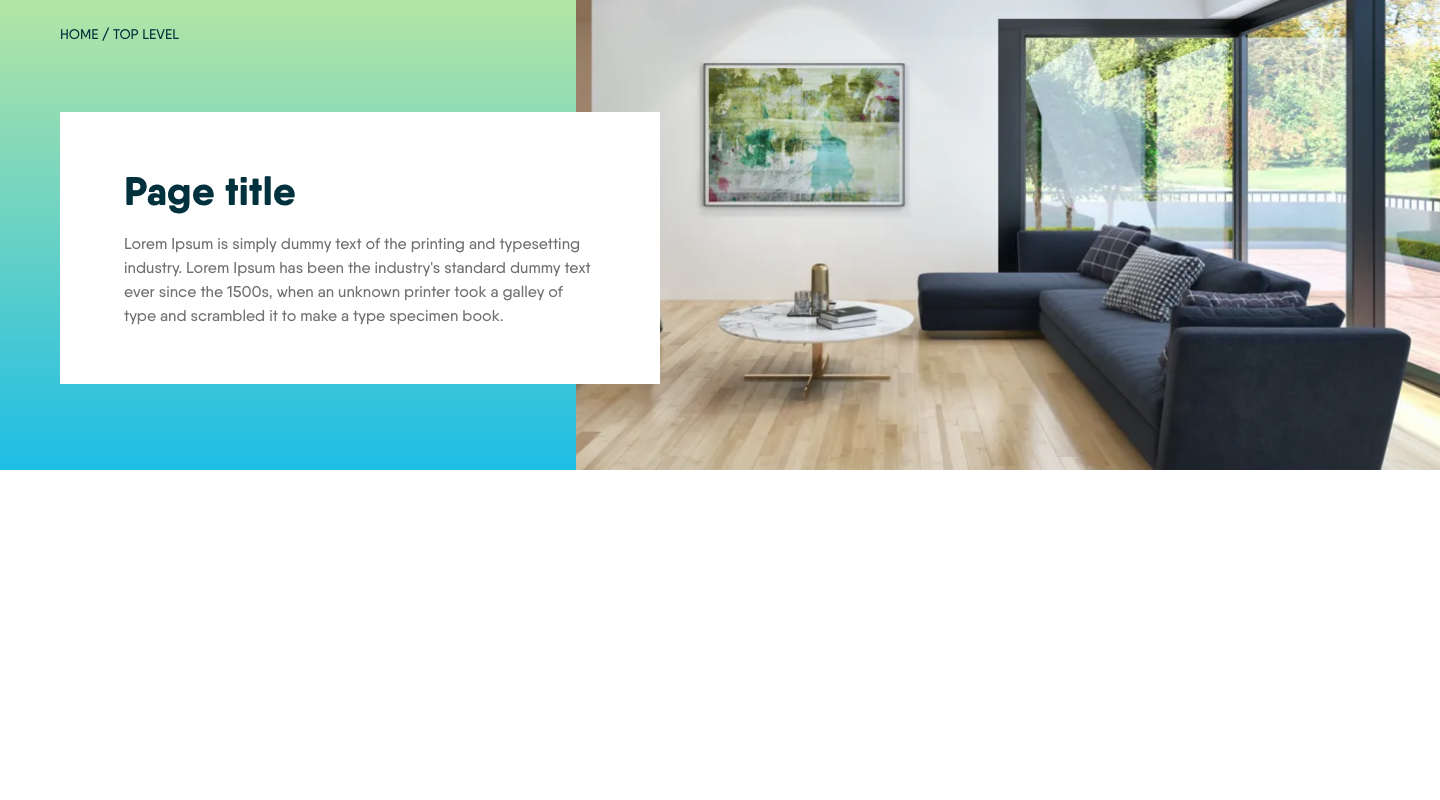 HOME / TOP LEVEL
Page title
Lorem Ipsum is simply dummy text of the printing and typesetting
industry. Lorem Ipsum has been the industry's standard dummy text
ever since the 1500s, when an unknown printer took a galley of
type and scrambled it to make a type specimen book.